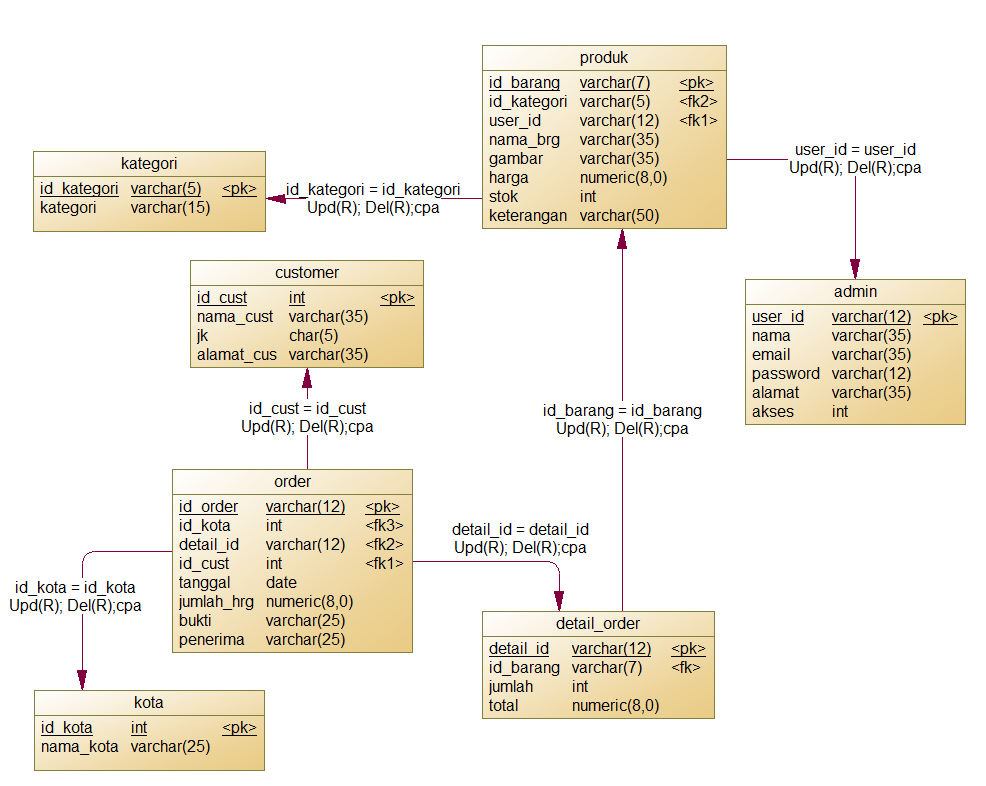 produk
id_barang varchar(7) <pk>
id_kategori varchar(5) <fk2>
user_id varchar(12) <fk1>
nama_brg varchar(35)
gambar varchar(35)
harga numeric(8,0)
stok int
keterangan varchar(50)
user_id = user_id
Upd(R); Del(R);cpa
kategori
id_kategori varchar(5) <pk>
kategori varchar(15)
id_kategori = id_kategori
Upd(R); Del(R);cpa
customer
id_cust int <pk>
nama_cust varchar(35)
jk char(5)
alamat_cus varchar(35)
admin
user_id varchar(12) <pk>
nama varchar(35)
email varchar(35)
password varchar(12)
alamat varchar(35)
akses int
id_cust = id_cust
Upd(R); Del(R);cpa
id_barang = id_barang
Upd(R); Del(R);cpa
order
id_order varchar(12) <pk>
id_kota int <fk3>
detail_id varchar(12) <fk2>
id_cust int <fk1>
tanggal date
jumlah_hrg numeric(8,0)
bukti varchar(25)
penerima varchar(25)
detail_id = detail_id
Upd(R); Del(R);cpa
id_kota = id_kota
Upd(R); Del(R);cpa
detail_order
detail_id varchar(12) <pk>
id_barang varchar(7) <fk>
jumlah int
total numeric(8,0)
kota
id_kota int <pk>
nama_kota varchar(25)